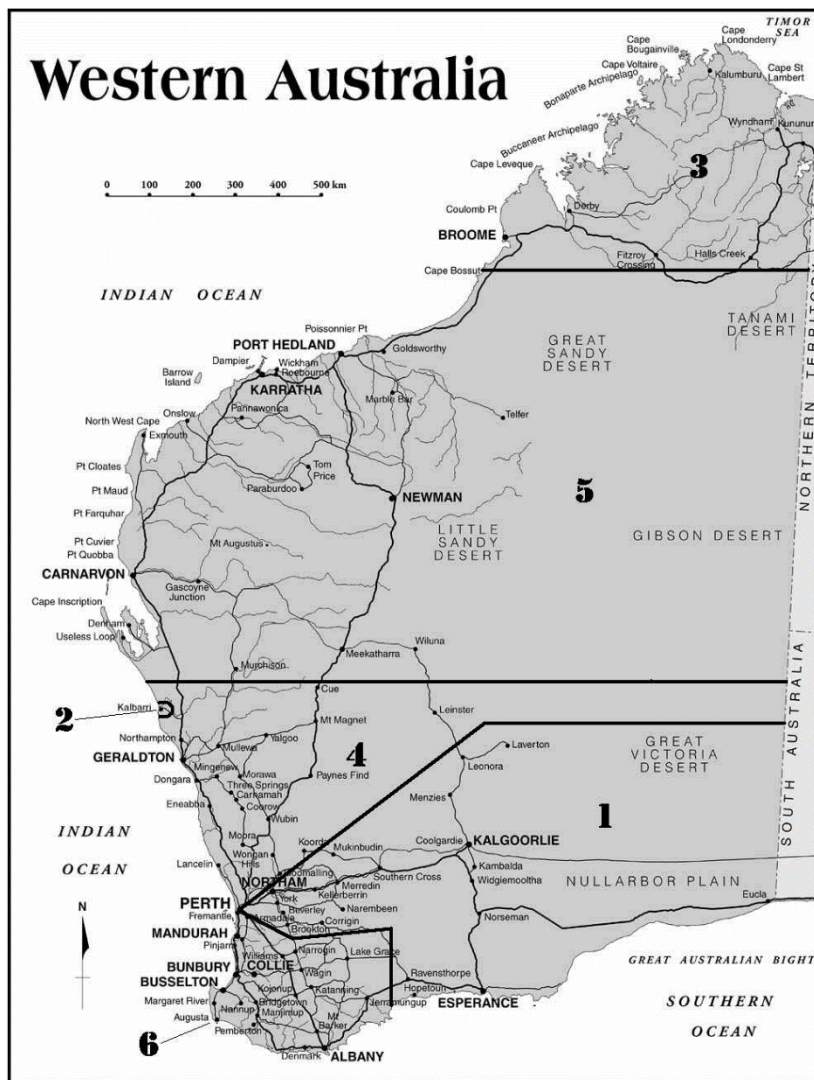 TIMOR
SEA
Cape
Londonderry
Cape
Bougainville
Cape Voltaire
Cape St
Lambert
Bonaparte Archipelago
Kalumburu
Western Australia
Wyndham
Kununur
Buccaneer Archipelago
3
Cape Leveque
0 100 200 300 400 500 km
Coulomb Pt
Derby
BROOME
Fitzroy
Crossing
Halls Creek
Cape Bossut
INDIAN OCEAN
TANAMI
DESERT
NORTHERN TERRITORY
Poissonnier Pt
GREAT
SANDY
DESERT
PORT HEDLAND
Goldsworthy
Dampier
Wickham
Roebourne
Barrow
Island
KARRATHA
Marble Bar
Pannawonica
Telfer
Onslow
North West Cape
Exmouth
Pt Cloates
Tom
Price
Paraburdoo
5
Pt Maud
NEWMAN
Pt Farquhar
LITTLE
SANDY
DESERT
GIBSON DESERT
Pt Cuvier
Pt Quobba
Mt Augustus
CARNARVON
Gascoyne
Junction
Cape Inscription
Denham
Useless Loop
Meekatharra
Wiluna
Murchison
SOUTH AUSTRALIA
Cue
2
Kalbarri
Leinster
Mt Magnet
Northampton
Yalgoo
Mullewa
4
Laverton
GREAT
VICTORIA
DESERT
GERALDTON
Mingenew
Leonora
Dongara
Morawa
Three Springs
Paynes Find
Carnamah
Coorow
Eneabba
Menzies
1
Wubin
INDIAN
OCEAN
Moora
Koorda
Mukinbudin
Coolgardie
KALGOORLIE
Wongan
Hills
Lancelin
Kambalda
Goomalling
Southern Cross
Widgiemooltha
NORTHAM
Merredin
Kellerberrin
NULLARBOR PLAIN
York
PERTH
Fremantle
Beverley
Narembeen
Eucla
Armadale
Corrigin
Norseman
Brookton
N
MANDURAH
Pinjarra
Narrogin
Williams
Lake Grace
GREAT AUSTRALIAN BIGHT
BUNBURY
COLLIE
Wagin
Ravensthorpe
BUSSELTON
Kojonup
Katanning
Hopetoun
ESPERANCE
SOUTHERN
OCEAN
Margaret River
Bridgetown
Jerramungup
Nannup
Manjimup
Augusta
Mt
Barker
Pemberton
6
Denmark
ALBANY